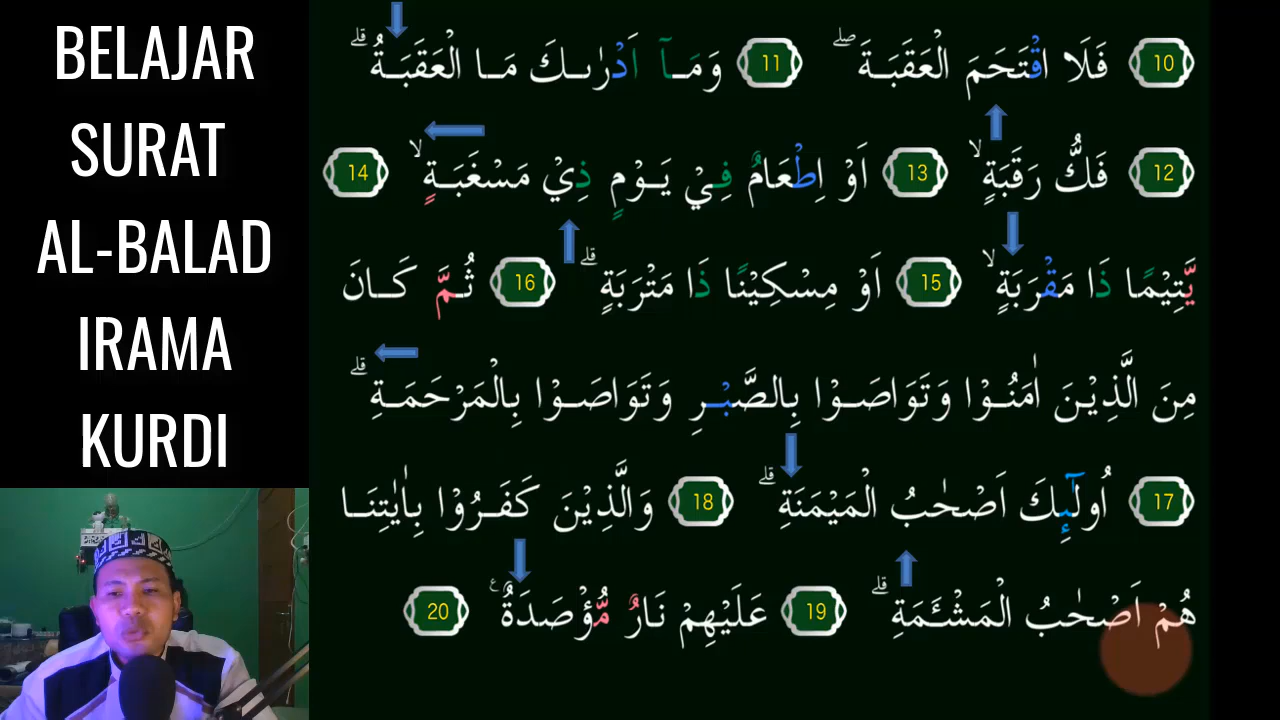 BELAJAR
SURAT
AL-BALAD
IRAMA
KURDI
10 فَلَا اقْتَحَمَ الْعَقَبَةَ ۖ 11 وَمَآ اَدْرٰىكَ مَا الْعَقَبَةُ ۗ
12 فَكُّ رَقَبَةٍ ۙ 13 اَوْ اِطْعَامٌ فِيْ يَوْمٍ ذِيْ مَسْغَبَةٍ ۙ 14
يَّتِيْمًا ذَا مَقْرَبَةٍ ۙ 15 اَوْ مِسْكِيْنًا ذَا مَتْرَبَةٍ ۗ 16 ثُمَّ كَانَ
مِنَ الَّذِيْنَ اٰمَنُوْا وَتَوَاصَوْا بِالصَّبْرِ وَتَوَاصَوْا بِالْمَرْحَمَةِ ۗ
17 اُولٰۤىِٕكَ اَصْحٰبُ الْمَيْمَنَةِ ۗ 18 وَالَّذِيْنَ كَفَرُوْا بِاٰيٰتِنَا
هُمْ اَصْحٰبُ الْمَشْـَٔمَةِ ۗ 19 عَلَيْهِمْ نَارٌ مُّؤْصَدَةٌ ࣖ 20